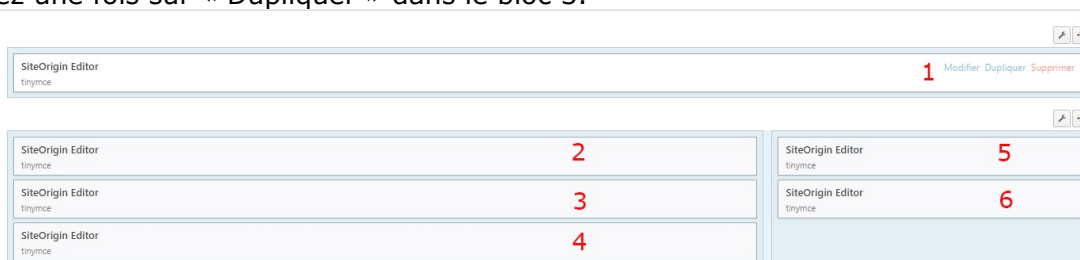 ez une fois sur « Dupliquer » dans le bloc 5.
SiteOrigin Editor
tinymce
1 Modifier Dupliquer Supprimer
SiteOrigin Editor
tinymce
2
SiteOrigin Editor
tinymce
5
SiteOrigin Editor
tinymce
3
SiteOrigin Editor
tinymce
6
SiteOrigin Editor
tinymce
4